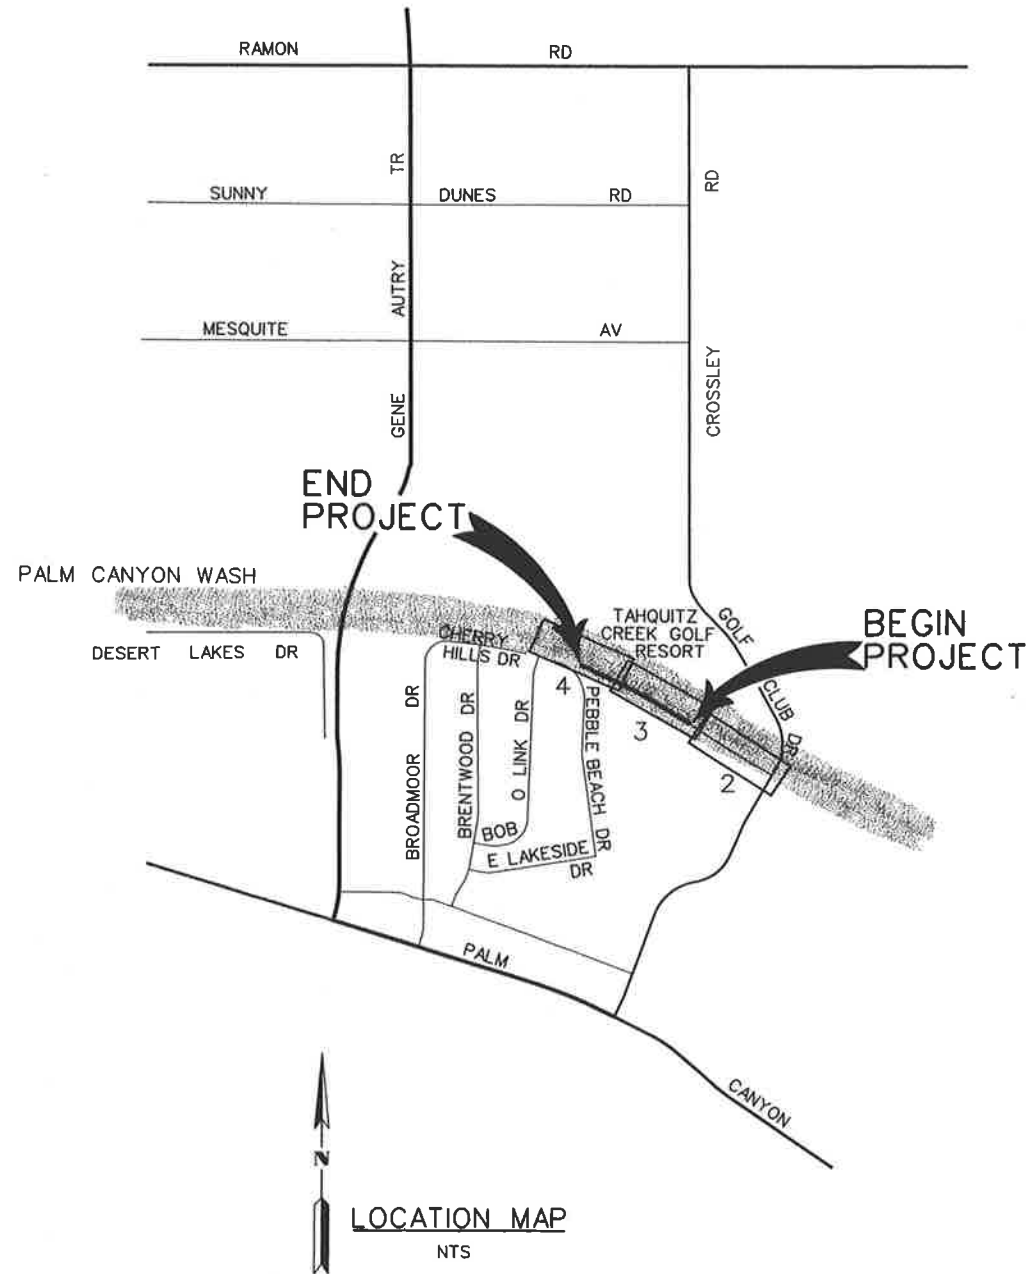 RAMON RD
TR
RD
SUNNY DUNES RD
AUTRY
MESQUITE AV
GENE
CROSSLEY
END
PROJECT
PALM CANYON WASH
TAHQUITZ
CREEK GOLF
RESORT
GOLF CLUB DR
BEGIN
PROJECT
DESERT LAKES DR
CHERRY
HILLS DR
4
3
2
BROADMOOR DR
BRENTWOOD DR
BOB O LINK DR
PEBBLE BEACH DR
E LAKESIDE
DR
PALM
CANYON
N
LOCATION MAP
NTS